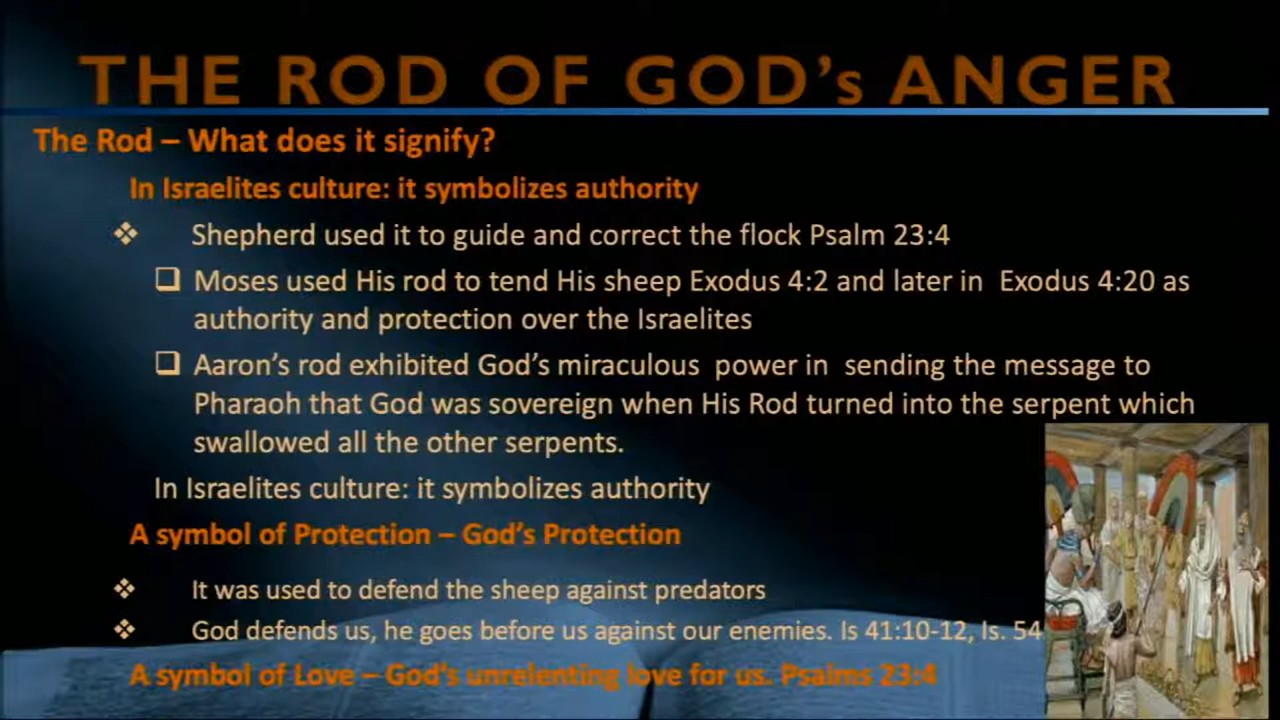 THE ROD OF GOD's ANGER
The Rod – What does it signify?
In Israelites culture: it symbolizes authority
❖ Shepherd used it to guide and correct the flock Psalm 23:4
❑ Moses used His rod to tend His sheep Exodus 4:2 and later in Exodus 4:20 as
authority and protection over the Israelites
❑ Aaron's rod exhibited God's miraculous power in sending the message to
Pharaoh that God was sovereign when His Rod turned into the serpent which
swallowed all the other serpents.
In Israelites culture: it symbolizes authority
A symbol of Protection – God's Protection
❖ It was used to defend the sheep against predators
❖ God defends us, he goes before us against our enemies. Is 41:10-12, Is. 54
A symbol of Love – God's unrelenting love for us. Psalms 23:4